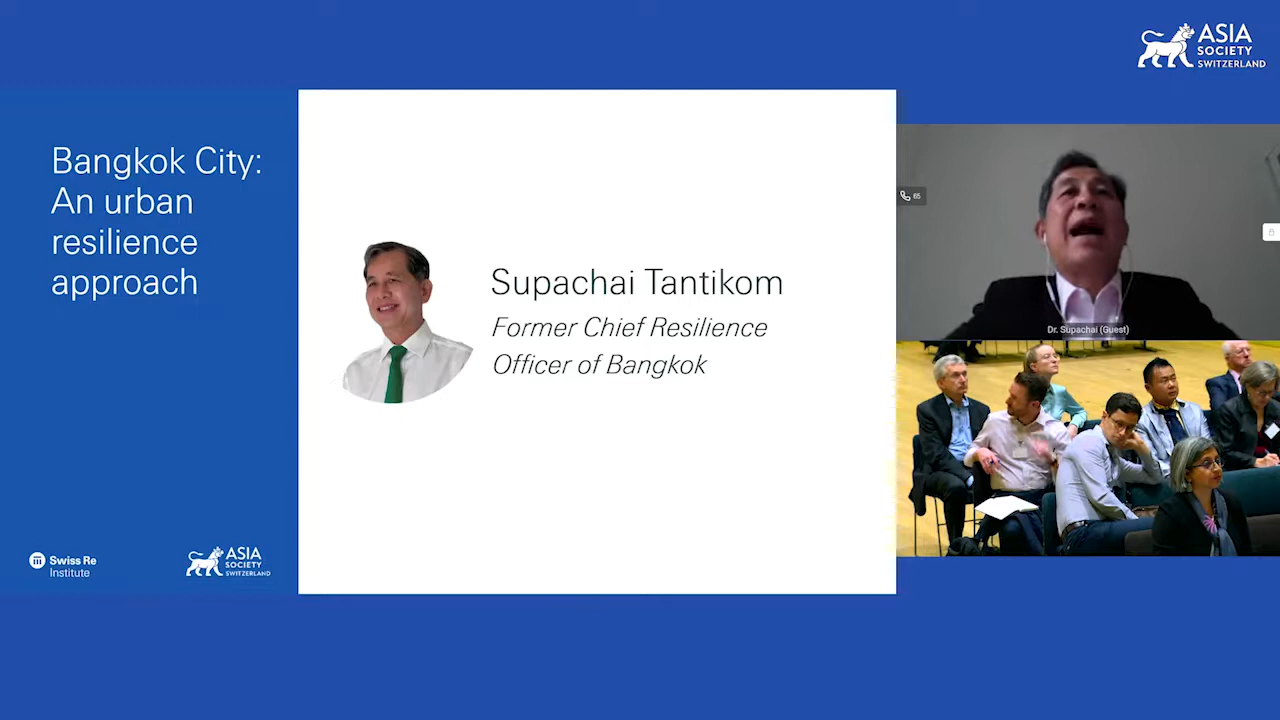 ASIA
SOCIETY
SWITZERLAND
Bangkok City:
An urban
resilience
approach
Supachai Tantikom
Former Chief Resilience
Officer of Bangkok
65
Dr. Supachai (Guest)
Swiss Re
Institute
ASIA
SOCIETY
SWITZERLAND